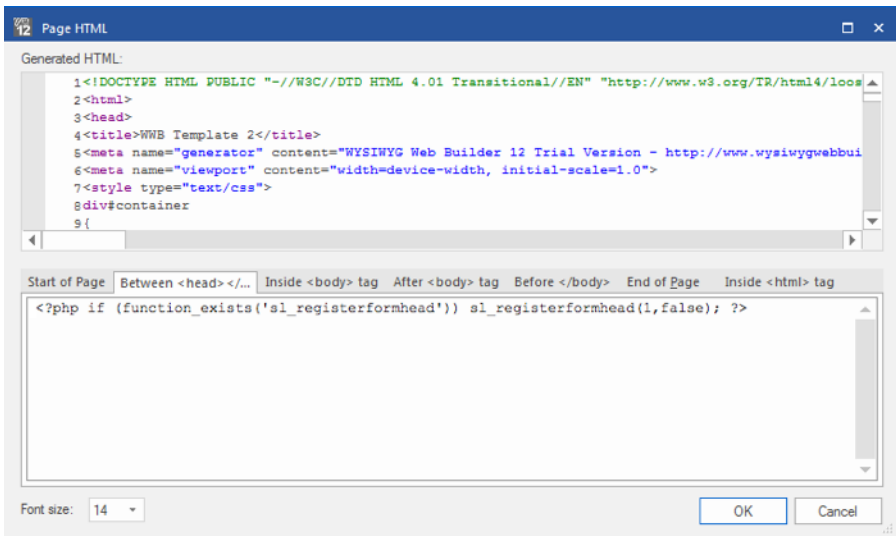 12 Page HTML
Generated HTML:
1<!DOCTYPE HTML PUBLIC "-//W3C//DTD HTML 4.01 Transitional//EN" "http://www.w3.org/TR/html4/loos
2<html>
3<head>
4<title>WWB Template 2</title>
5<meta name="generator" content="WYSIWYG Web Builder 12 Trial Version - http://www.wysiwygwebbui
6<meta name="viewport" content="width=device-width, initial-scale=1.0">
7<style type="text/css">
8div#container
9{
Start of Page Between <head></... Inside <body> tag After <body> tag Before </body> End of Page Inside <html> tag
<?php if (function_exists('sl_registerformhead')) sl_registerformhead(1,false); ?>
Font size: 14 OK Cancel